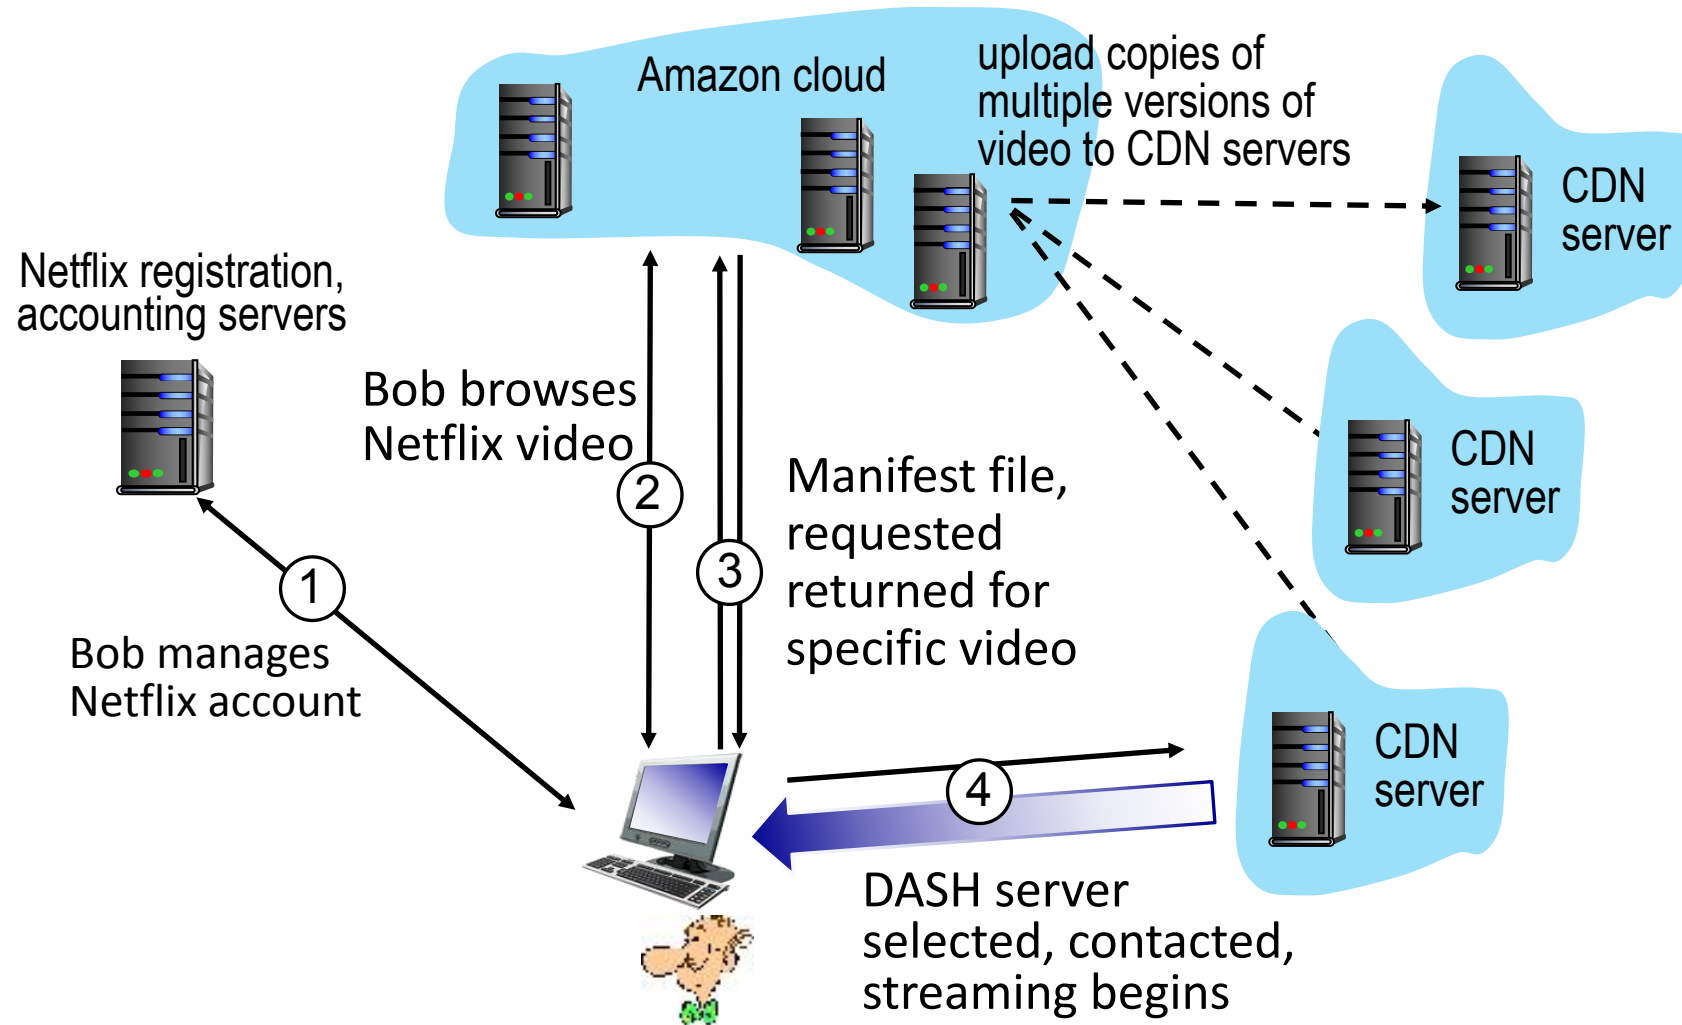 Amazon cloud
upload copies of
multiple versions of
video to CDN servers
CDN
server
Netflix registration,
accounting servers
Bob browses
Netflix video
CDN
server
2
Manifest file,
requested
returned for
specific video
3
1
Bob manages
Netflix account
CDN
server
4
DASH server
selected, contacted,
streaming begins